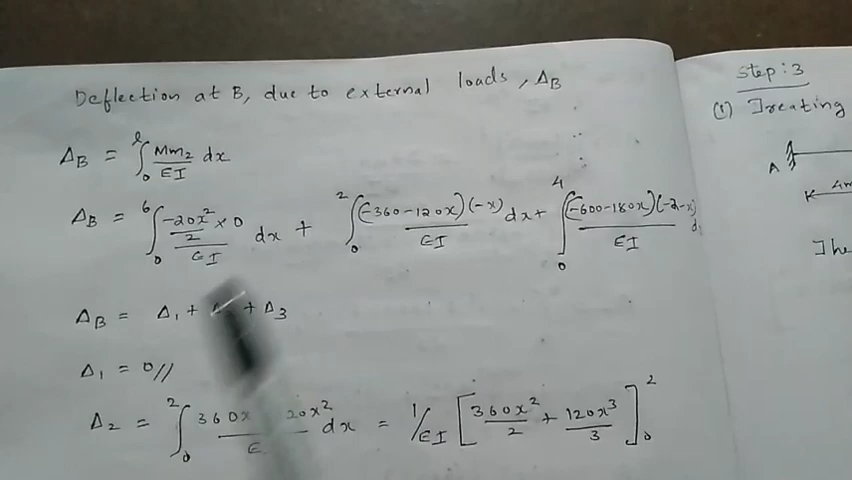 Deflection at B, due to external loads, ΔB
ΔB = ∫₀ˡ Mm₂/EI dx
ΔB = ∫₀⁶ (-20x²/2 × 0)/EI dx + ∫₀² (-360-120x)(-x)/EI dx + ∫₀⁴ (-600-180x)(-2-x)/EI d
ΔB = Δ₁ + Δ + Δ₃
Δ₁ = 0//
Δ₂ = ∫₀² 360x 20x²/E dx = 1/EI [360x²/2 + 120x³/3]₀²
Step:3
(1) Treating
A
4m
The